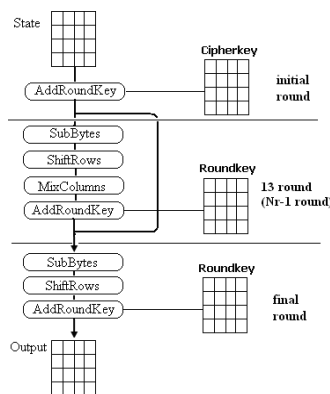 State
Cipherkey
AddRoundKey
initial
round
SubBytes
ShiftRows
MixColumns
AddRoundKey
Roundkey
13 round
(Nr-1 round)
SubBytes
ShiftRows
AddRoundKey
Roundkey
final
round
Output